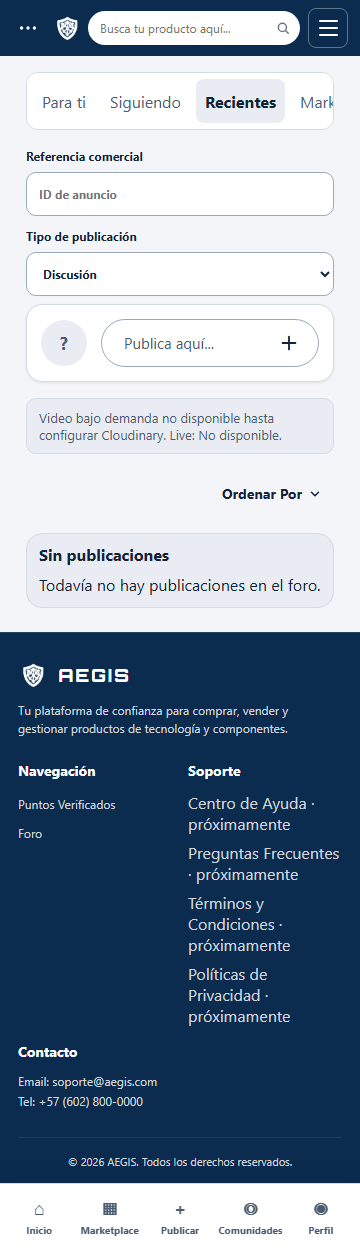 Busca tu producto aquí...
Para ti Siguiendo Recientes Mark
Referencia comercial
ID de anuncio
Tipo de publicación
Discusión
?
Publica aquí... +
Video bajo demanda no disponible hasta
configurar Cloudinary. Live: No disponible.
Ordenar Por
Sin publicaciones
Todavía no hay publicaciones en el foro.
AEGIS
Tu plataforma de confianza para comprar, vender y
gestionar productos de tecnología y componentes.
Navegación
Puntos Verificados
Foro
Soporte
Centro de Ayuda ·
próximamente
Preguntas Frecuentes
· próximamente
Términos y
Condiciones ·
próximamente
Políticas de
Privacidad ·
próximamente
Contacto
Email: soporte@aegis.com
Tel: +57 (602) 800-0000
© 2026 AEGIS. Todos los derechos reservados.
Inicio Marketplace Publicar Comunidades Perfil